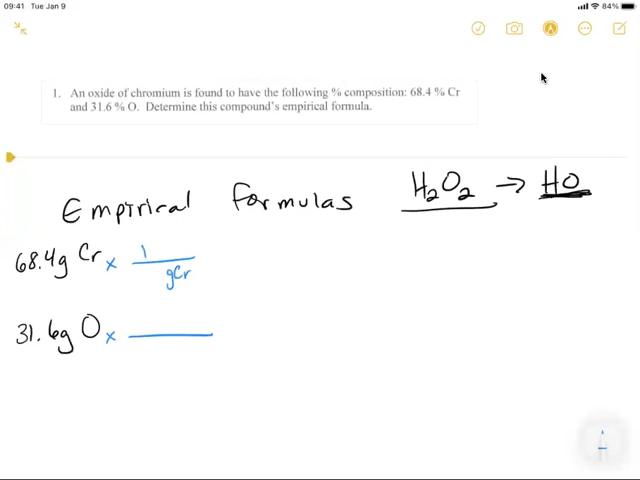 09:41 Tue Jan 9
84%
1. An oxide of chromium is found to have the following % composition: 68.4 % Cr
and 31.6 % O. Determine this compound's empirical formula.
Empirical Formulas H₂O₂ → HO
68.4g Cr × 1
gCr
31.6g O ×